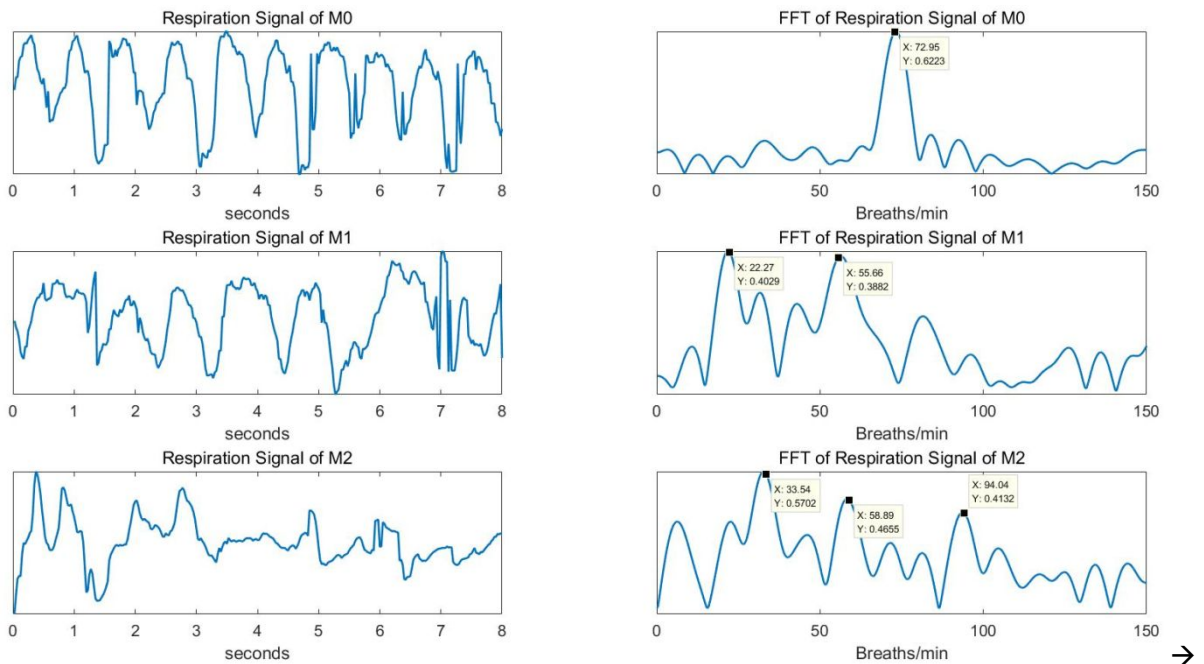 Respiration Signal of M0
0 1 2 3 4 5 6 7 8
seconds
FFT of Respiration Signal of M0
X: 72.95
Y: 0.6223
0 50 100 150
Breaths/min
Respiration Signal of M1
0 1 2 3 4 5 6 7 8
seconds
FFT of Respiration Signal of M1
X: 22.27
Y: 0.4029
X: 55.66
Y: 0.3882
0 50 100 150
Breaths/min
Respiration Signal of M2
0 1 2 3 4 5 6 7 8
seconds
FFT of Respiration Signal of M2
X: 33.54
Y: 0.5702
X: 58.89
Y: 0.4655
X: 94.04
Y: 0.4132
0 50 100 150
Breaths/min
→